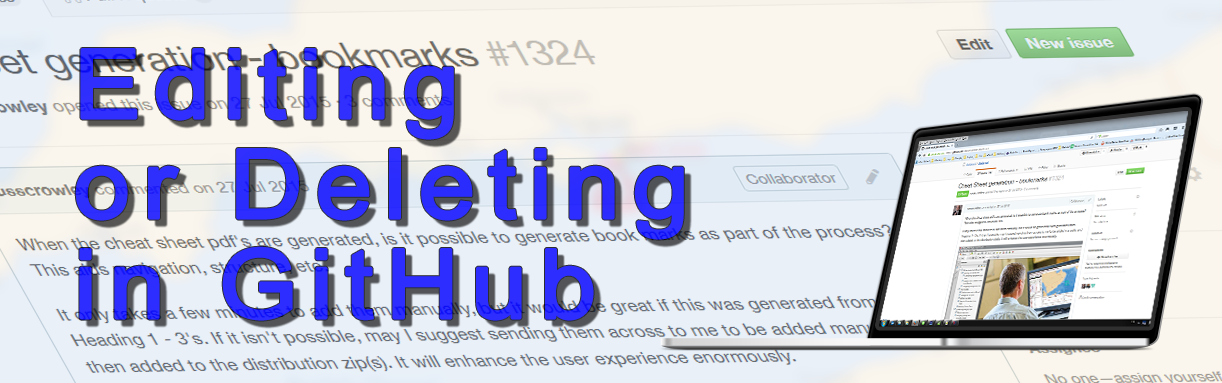 et generation - bookmarks #1324
Edit
New issue
owley opened this issue on 27 Jul 2015 · 3 comments
Editing
or Deleting
in GitHub
usscrowley commented on 27 Jul 2015
Collaborator
When the cheat sheet pdf's are generated, is it possible to generate book marks as part of the process?
This aids navigation, structure, etc.
It only takes a few minutes to add them manually, but it would be great if this was generated from
Heading 1 - 3's. If it isn't possible, may I suggest sending them across to me to be added manu
then added to the distribution zip(s). It will enhance the user experience enormously.
Assignee
No one—assign yourself
Cheat Sheet generation - bookmarks #1324